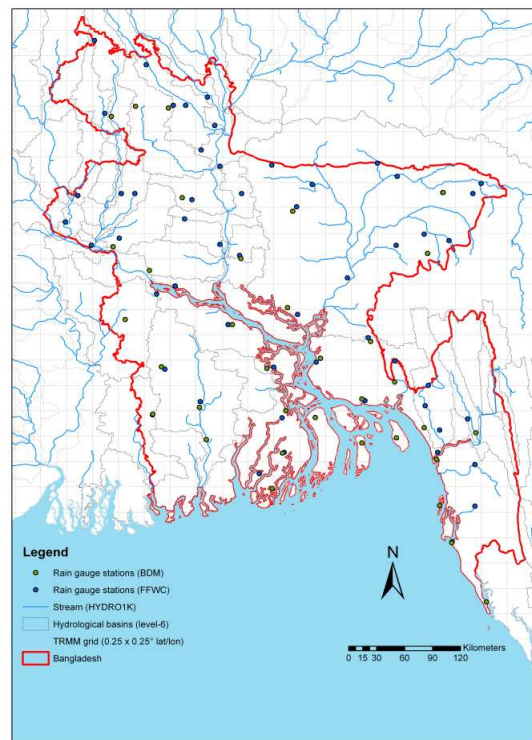 Legend
Rain gauge stations (BDM)
Rain gauge stations (FFWC)
Stream (HYDRO1K)
Hydrological basins (level-6)
TRMM grid (0.25 x 0.25° lat/lon)
Bangladesh
N
Kilometers
0 15 30 60 90 120